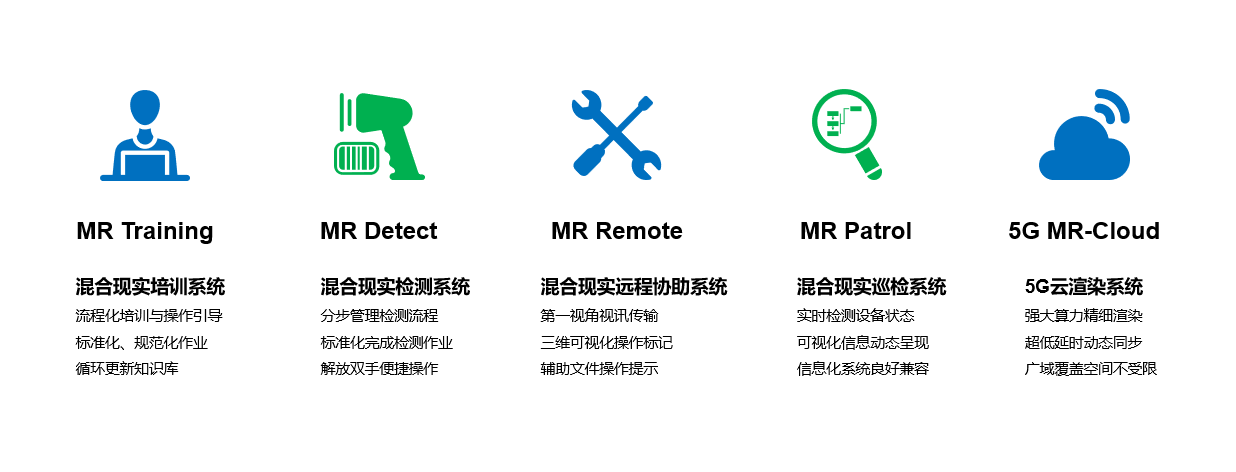 MR Training
混合现实培训系统
流程化培训与操作引导
标准化、规范化作业
循环更新知识库
MR Detect
混合现实检测系统
分步管理检测流程
标准化完成检测作业
解放双手便捷操作
MR Remote
混合现实远程协助系统
第一视角视讯传输
三维可视化操作标记
辅助文件操作提示
MR Patrol
混合现实巡检系统
实时检测设备状态
可视化信息动态呈现
信息化系统良好兼容
5G MR-Cloud
5G云渲染系统
强大算力精细渲染
超低延时动态同步
广域覆盖空间不受限